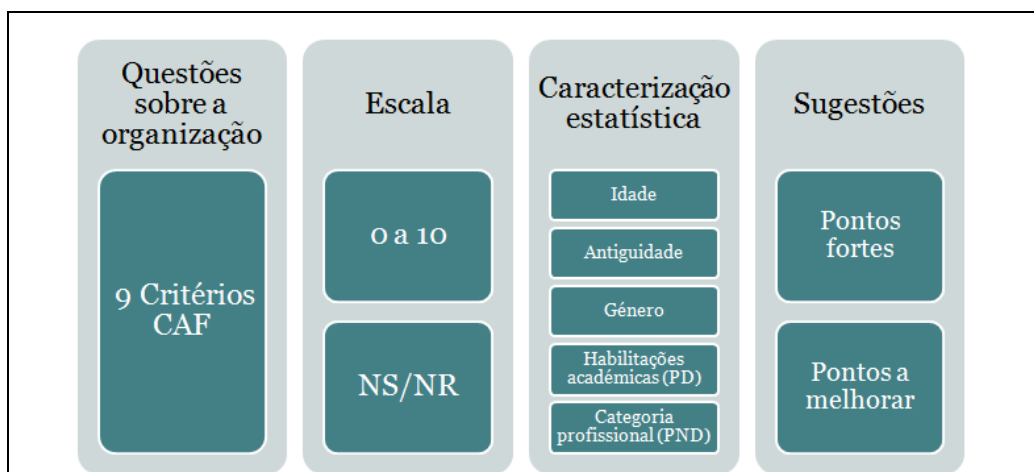 Questões
sobre a
organização
9 Critérios
CAF
Escala
0 a 10
NS/NR
Caracterização
estatística
Idade
Antiguidade
Género
Habilitações
académicas (PD)
Categoria
profissional (PND)
Sugestões
Pontos
fortes
Pontos a
melhorar